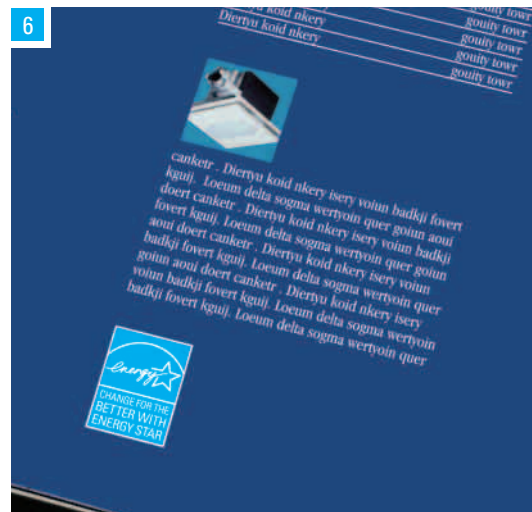 6
gouity towr
koid nkery gouity towr
Diertyu koid nkery gouity towr
gouity towr
canketr . Diertyu koid nkery isery voiun badkji fovert
kguij. Loeum delta sogma wertyoin quer goiun aoui
doert canketr . Diertyu koid nkery isery voiun badkji
fovert kguij. Loeum delta sogma wertyoin quer goiun
aoui doert canketr . Diertyu koid nkery isery voiun
badkji fovert kguij. Loeum delta sogma wertyoin quer
goiun aoui doert canketr . Diertyu koid nkery isery
voiun badkji fovert kguij. Loeum delta sogma wertyoin
badkji fovert kguij. Loeum delta sogma wertyoin quer
energy
CHANGE FOR THE
BETTER WITH
ENERGY STAR